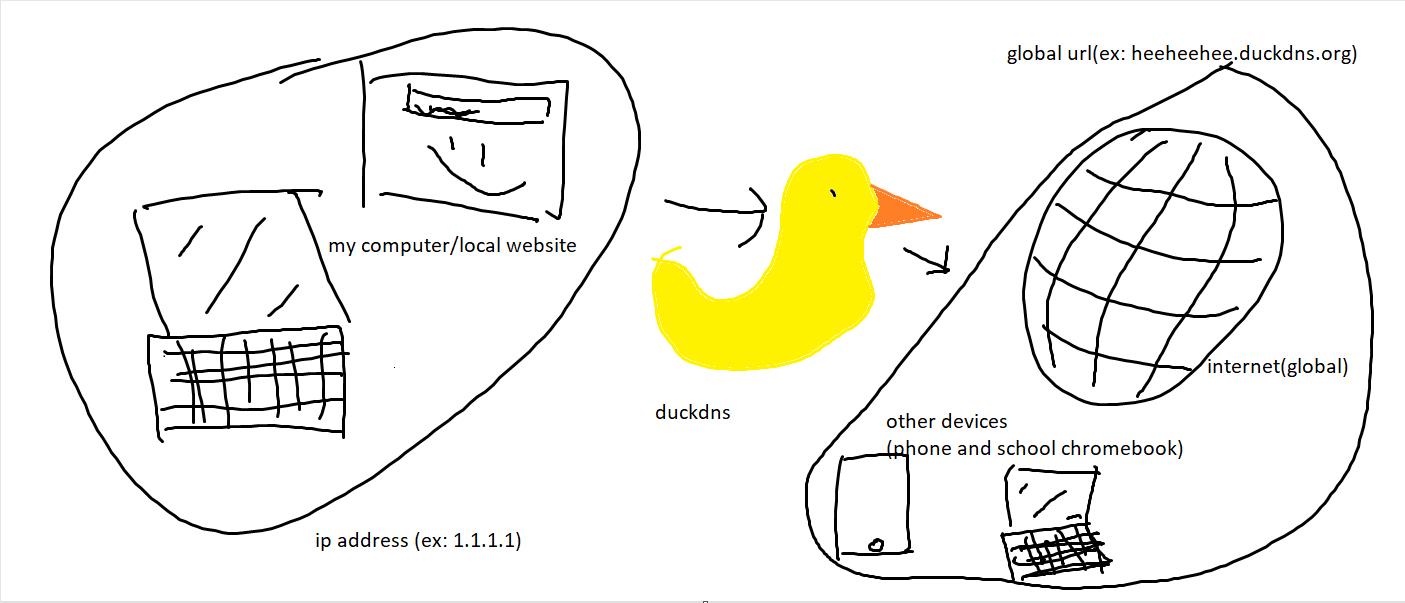 global url(ex: heeheehee.duckdns.org)
my computer/local website
internet(global)
duckdns
other devices
(phone and school chromebook)
ip address (ex: 1.1.1.1)